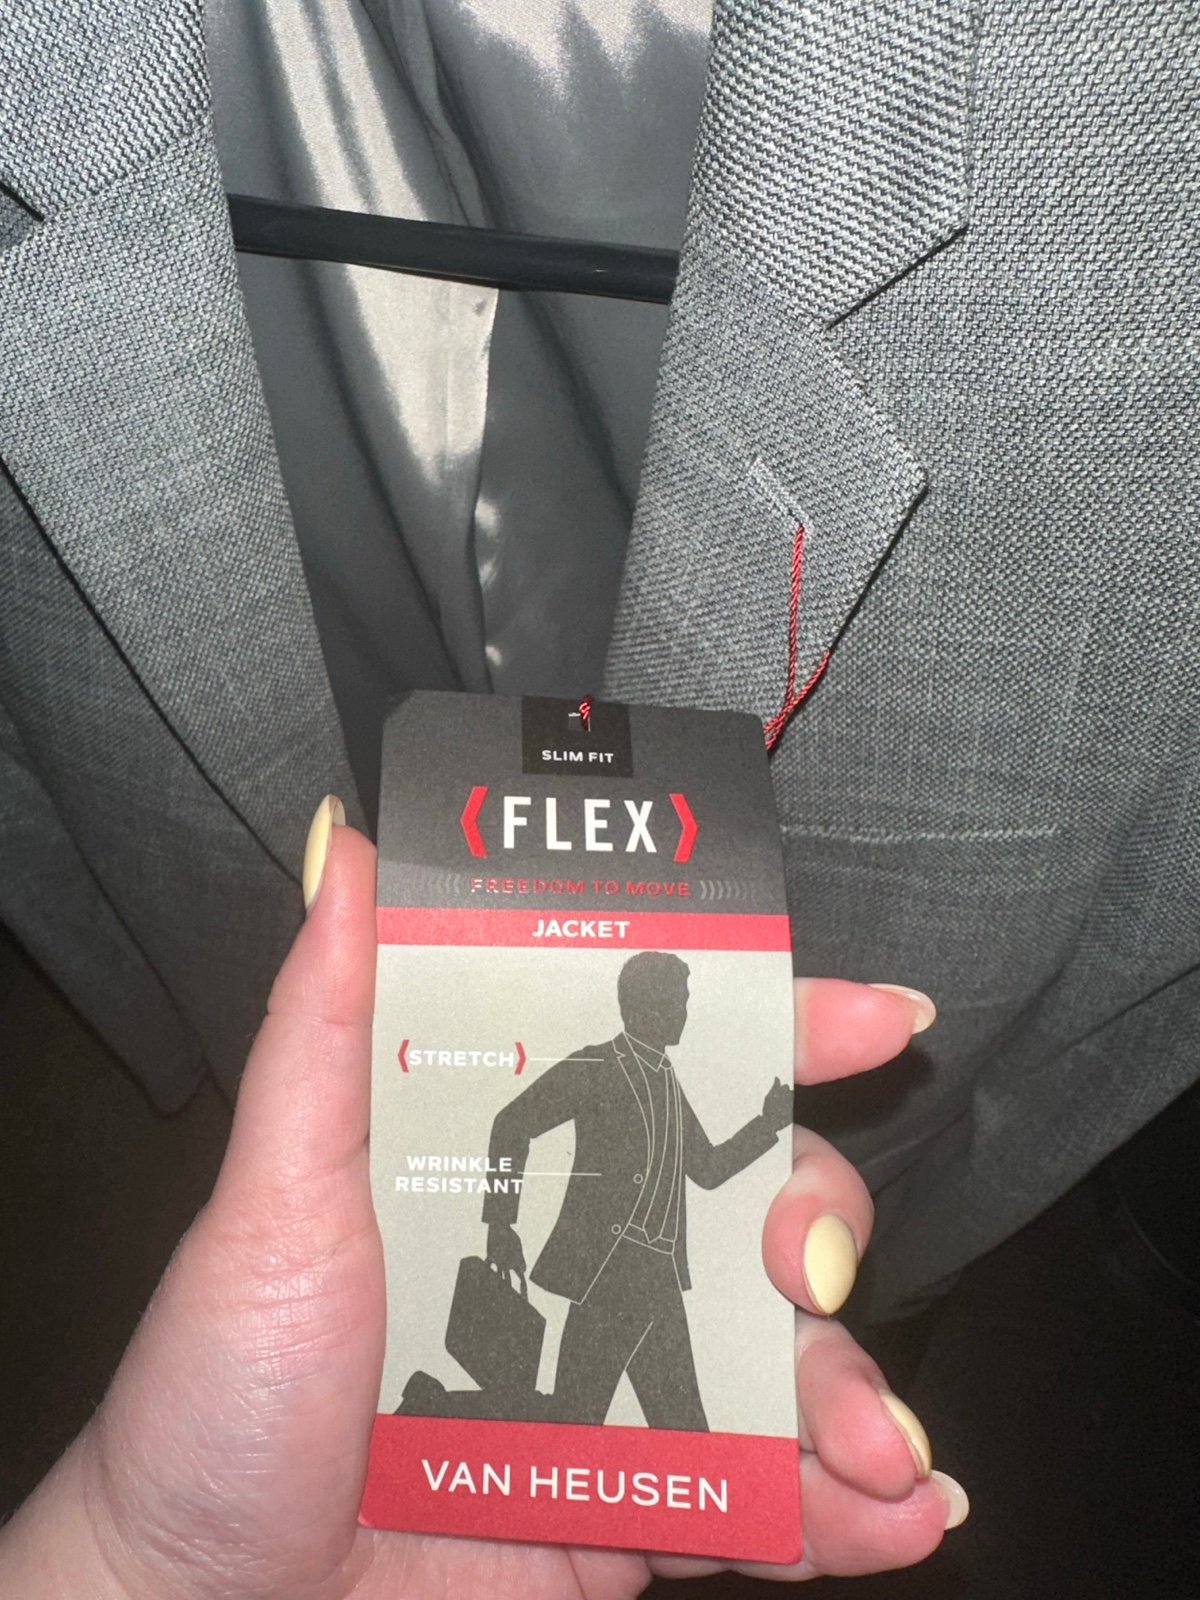 SLIM FIT
FLEX
FREEDOM TO MOVE
JACKET
STRETCH
WRINKLE
RESISTANT
VAN HEUSEN